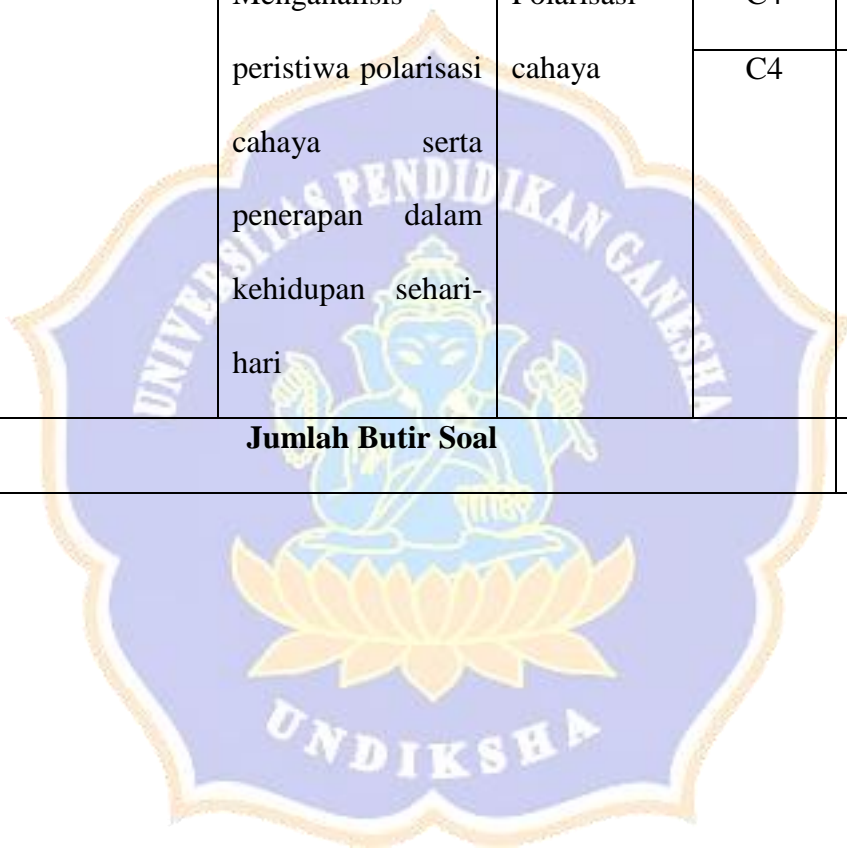 Menganalisis Polarisasi C4
peristiwa polarisasi cahaya C4
cahaya serta
penerapan dalam
kehidupan sehari-
hari
Jumlah Butir Soal
UNIVERSITAS PENDIDIKAN GANESHA
UNDIKSHA